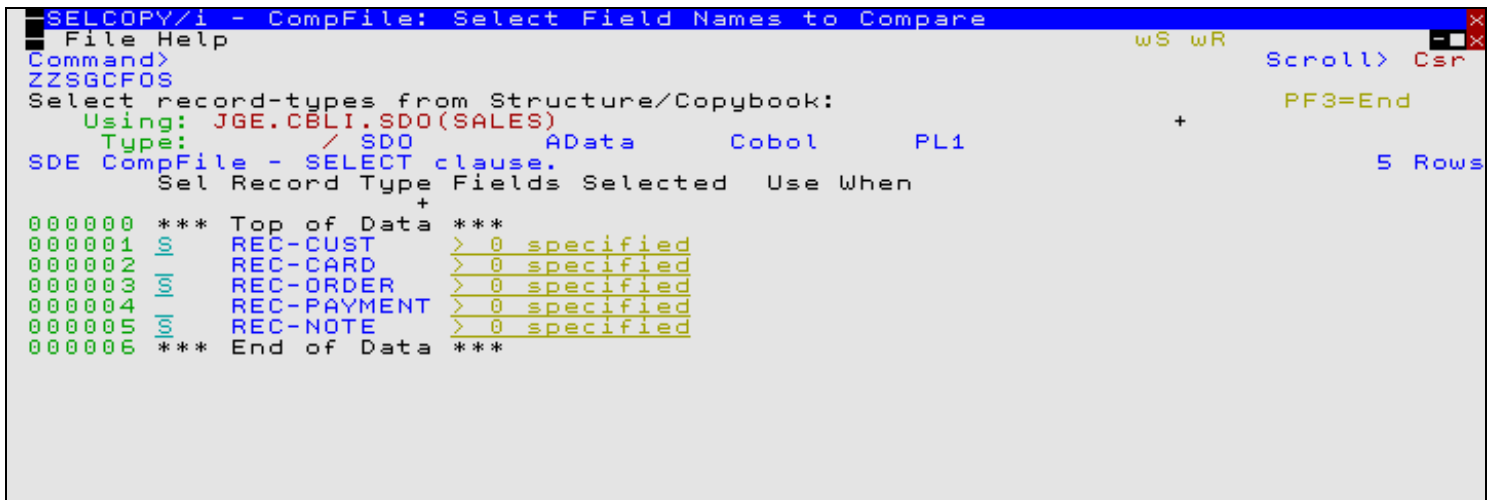 SELCOPY/i - CompFile: Select Field Names to Compare ×
- File Help wS wR - ×
Command> Scroll> Csr
ZZSGCFOS
Select record-types from Structure/Copybook: PF3=End
Using: JGE.CBLI.SDO(SALES) +
Type: / SDO AData Cobol PL1
SDE CompFile - SELECT clause. 5 Rows
Sel Record Type Fields Selected Use When
+
000000 *** Top of Data ***
000001 S REC-CUST > 0 specified
000002 _ REC-CARD > 0 specified
000003 S REC-ORDER > 0 specified
000004 _ REC-PAYMENT > 0 specified
000005 S REC-NOTE > 0 specified
000006 *** End of Data ***